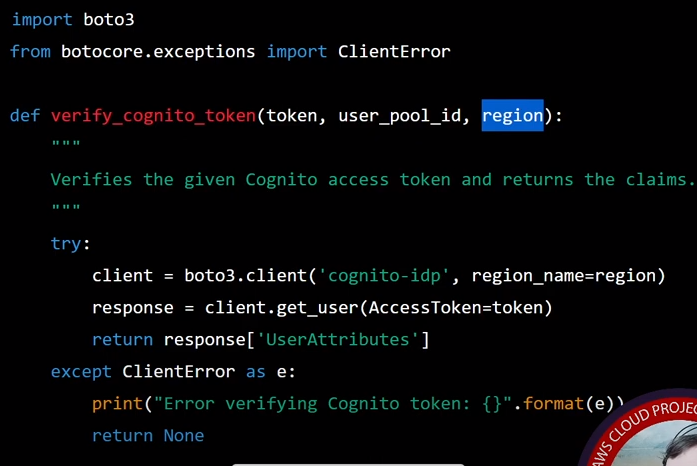 import boto3
from botocore.exceptions import ClientError
def verify_cognito_token(token, user_pool_id, region):
    """
    Verifies the given Cognito access token and returns the claims.
    """
    try:
        client = boto3.client('cognito-idp', region_name=region)
        response = client.get_user(AccessToken=token)
        return response['UserAttributes']
    except ClientError as e:
        print("Error verifying Cognito token: {}".format(e))
        return None
AWS CLOUD PROJEC